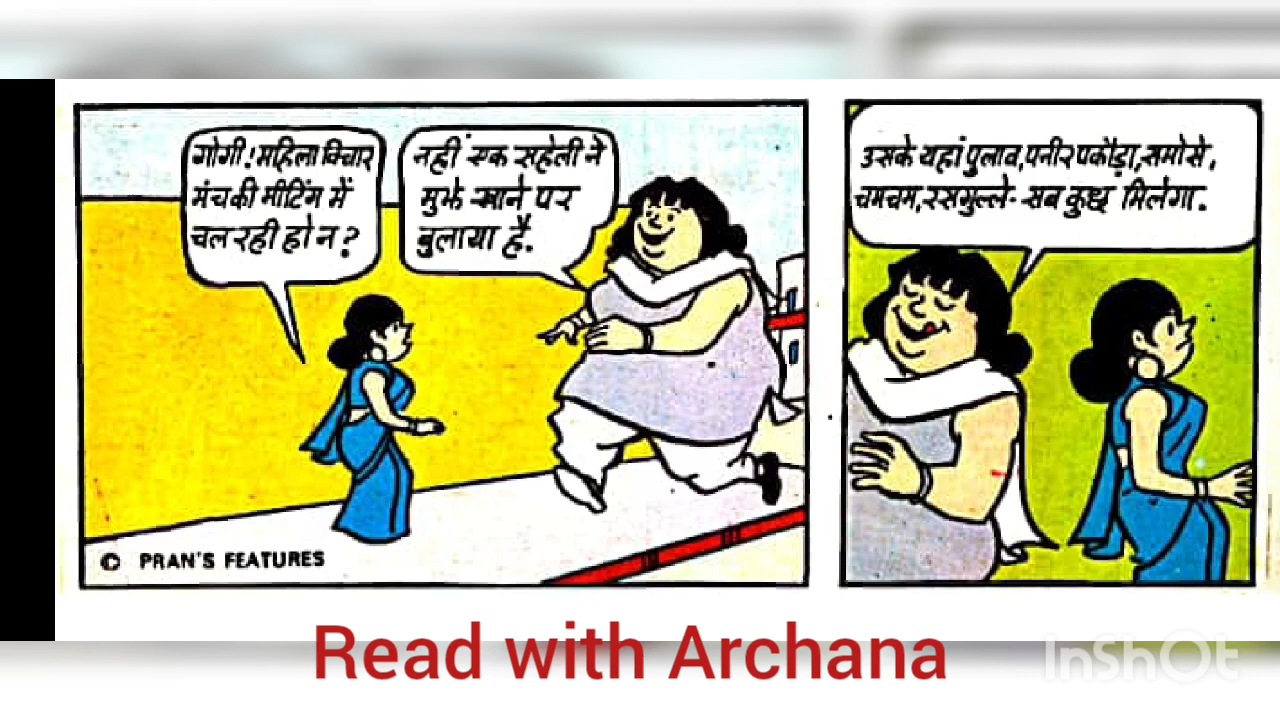 गोगी! महिला विचार
मंच की मीटिंग में
चल रही हो न?
नहीं एक सहेली ने
मुझे खाने पर
बुलाया है.
उसके यहां पुलाव, पनीर पकौड़ा, समोसे,
चमचम, रसगुल्ले- सब कुछ मिलेगा.
© PRAN'S FEATURES
Read with Archana
InShOt